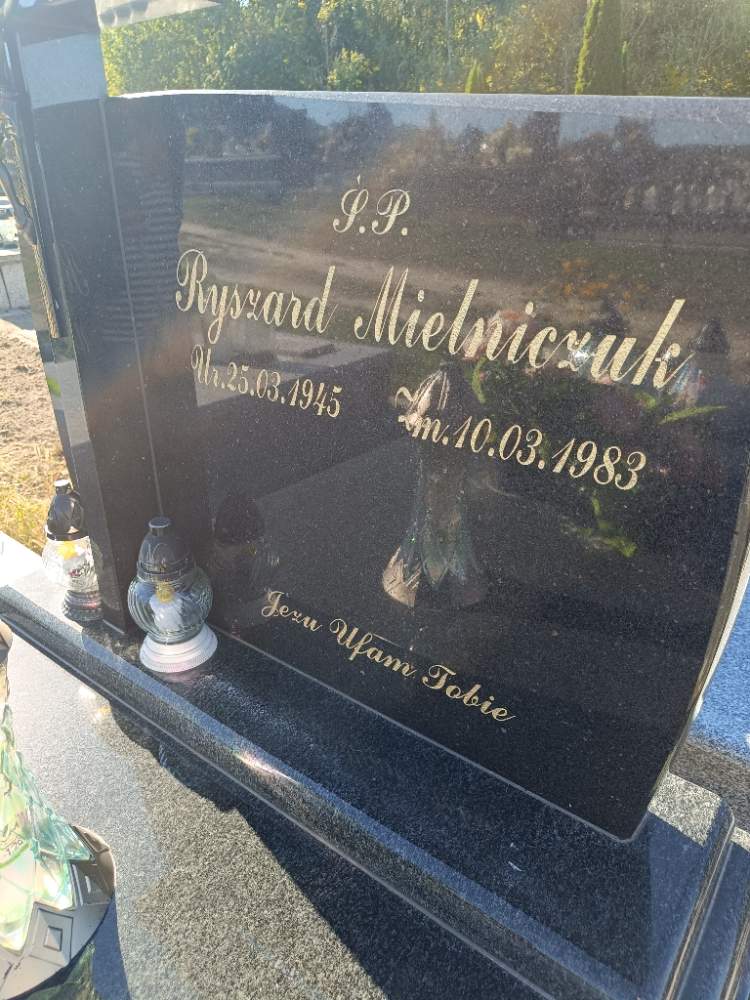 Ś.P.
Ryszard Mielniczuk
Ur.25.03.1945 Zm.10.03.1983
Jezu Ufam Tobie